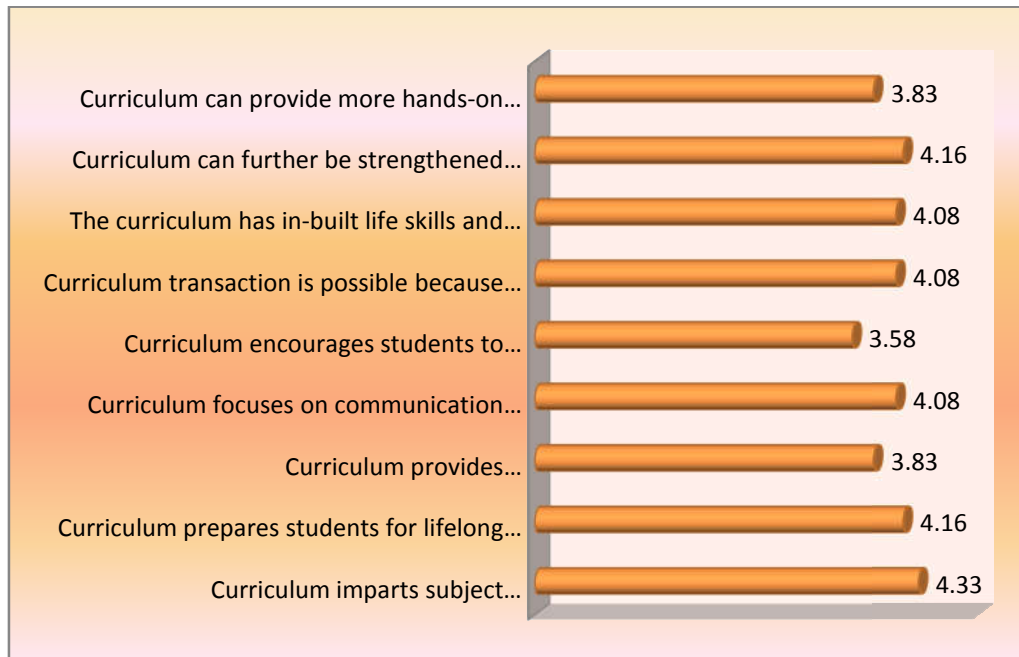 Curriculum can provide more hands-on…
3.83
Curriculum can further be strengthened…
4.16
The curriculum has in-built life skills and…
4.08
Curriculum transaction is possible because…
4.08
Curriculum encourages students to…
3.58
Curriculum focuses on communication…
4.08
Curriculum provides…
3.83
Curriculum prepares students for lifelong…
4.16
Curriculum imparts subject…
4.33